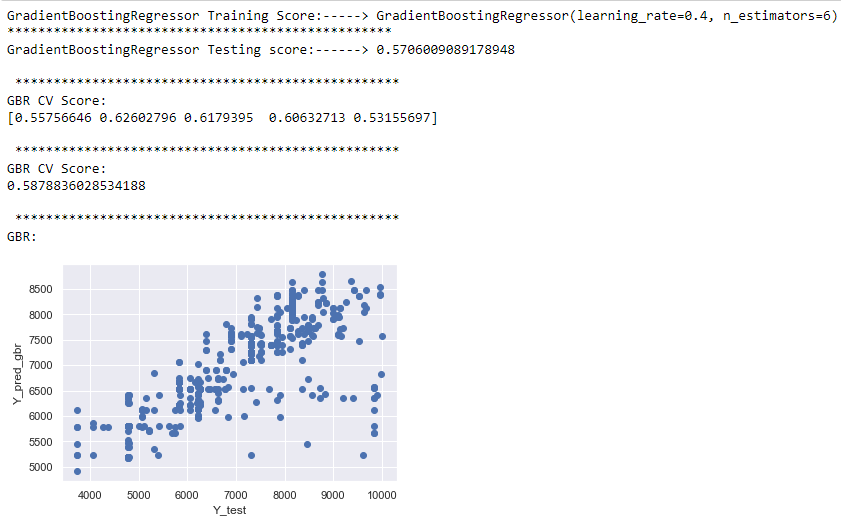 GradientBoostingRegressor Training Score:-----> GradientBoostingRegressor(learning_rate=0.4, n_estimators=6)
**************************************************
GradientBoostingRegressor Testing score:------> 0.5706009089178948
**************************************************
GBR CV Score:
[0.55756646 0.62602796 0.6179395  0.60632713 0.53155697]
**************************************************
GBR CV Score:
0.5878836028534188
**************************************************
GBR:
8500
8000
7500
7000
6500
6000
5500
5000
Y_pred_gbr
4000 5000 6000 7000 8000 9000 10000
Y_test